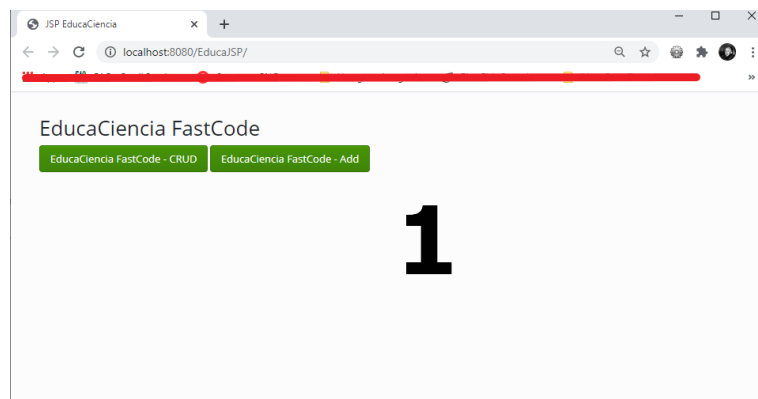 JSP EducaCiencia
localhost:8080/EducaJSP/
EducaCiencia FastCode
EducaCiencia FastCode - CRUD EducaCiencia FastCode - Add
1